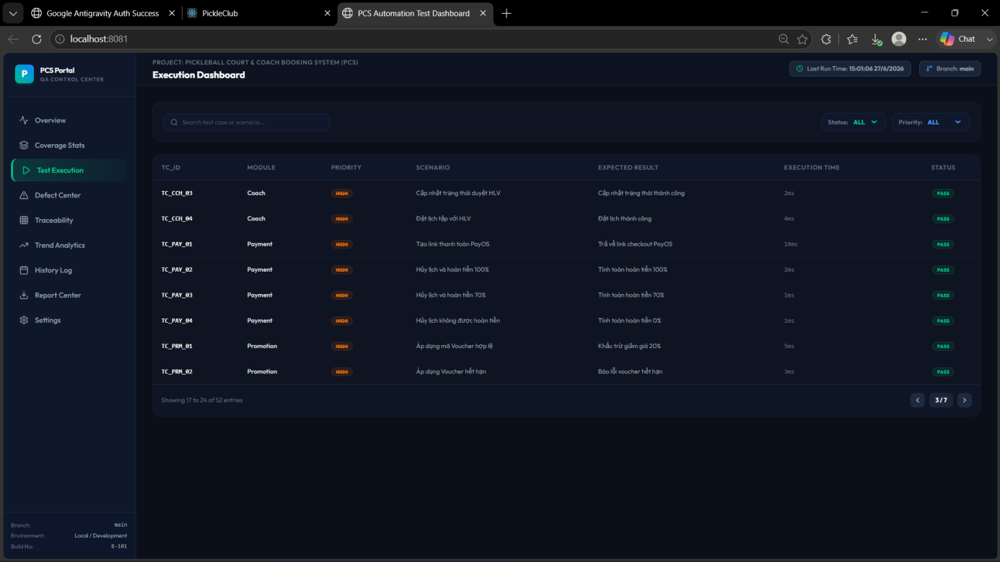 Google Antigravity Auth Success
PickleClub
PCS Automation Test Dashboard
localhost:8081
Chat
P
PCS Portal
QA CONTROL CENTER
PROJECT: PICKLEBALL COURT & COACH BOOKING SYSTEM (PCS)
Execution Dashboard
Last Run Time: 15:01:06 27/6/2026
Branch: main
Overview
Coverage Stats
Test Execution
Defect Center
Traceability
Trend Analytics
History Log
Report Center
Settings
Search test case or scenario...
Status: ALL
Priority: ALL
TC_ID MODULE PRIORITY SCENARIO EXPECTED RESULT EXECUTION TIME STATUS
TC_CCH_03 Coach HIGH Cập nhật trạng thái duyệt HLV Cập nhật trạng thái thành công 2ms PASS
TC_CCH_04 Coach HIGH Đặt lịch tập với HLV Đặt lịch thành công 4ms PASS
TC_PAY_01 Payment HIGH Tạo link thanh toán PayOS Trả về link checkout PayOS 10ms PASS
TC_PAY_02 Payment HIGH Hủy lịch và hoàn tiền 100% Tính toán hoàn tiền 100% 2ms PASS
TC_PAY_03 Payment HIGH Hủy lịch và hoàn tiền 70% Tính toán hoàn tiền 70% 1ms PASS
TC_PAY_04 Payment HIGH Hủy lịch không được hoàn tiền Tính toán hoàn tiền 0% 1ms PASS
TC_PRM_01 Promotion HIGH Áp dụng mã Voucher hợp lệ Khấu trừ giảm giá 20% 5ms PASS
TC_PRM_02 Promotion HIGH Áp dụng Voucher hết hạn Báo lỗi voucher hết hạn 3ms PASS
Showing 17 to 24 of 52 entries
3 / 7
Branch: main
Environment: Local / Development
Build No: B-101